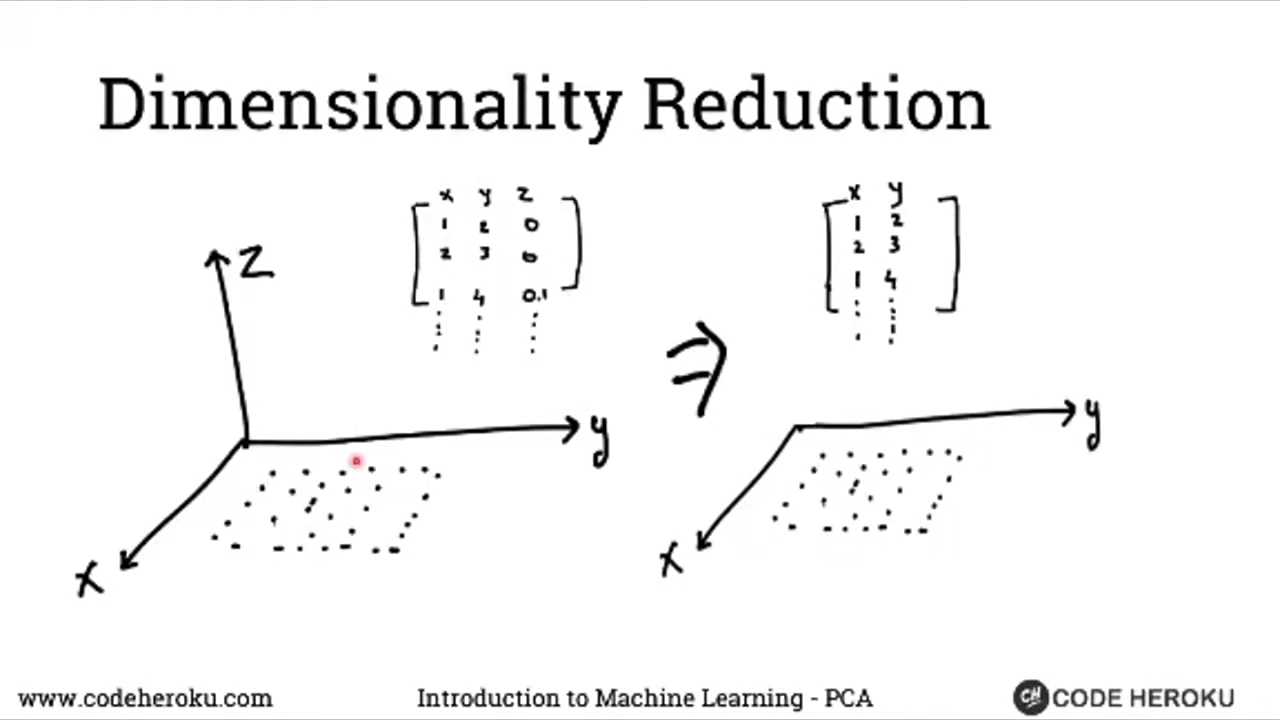 Dimensionality Reduction
x y z
1 2 0
2 3 0
1 4 0.1
x y
1 2
2 3
1 4
z
y
x
⇒
y
x
www.codeheroku.com
Introduction to Machine Learning - PCA
CH CODE HEROKU